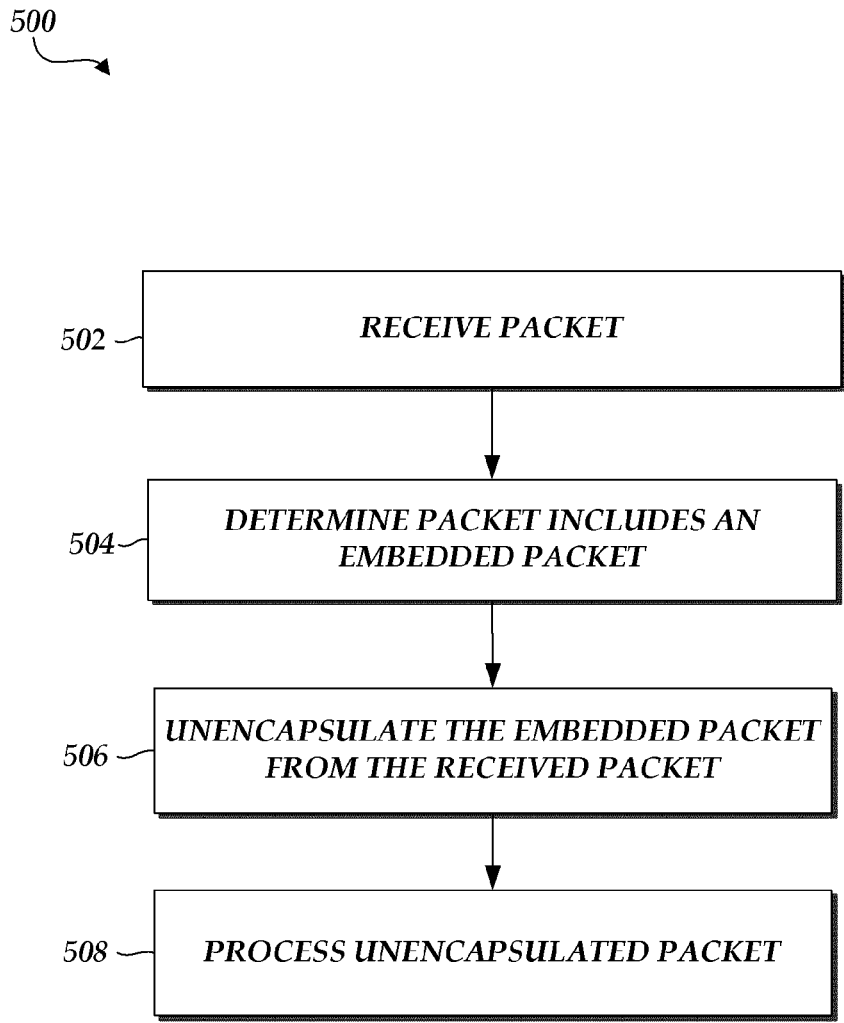 500
502
RECEIVE PACKET
504
DETERMINE PACKET INCLUDES AN
EMBEDDED PACKET
506
UNENCAPSULATE THE EMBEDDED PACKET
FROM THE RECEIVED PACKET
508
PROCESS UNENCAPSULATED PACKET